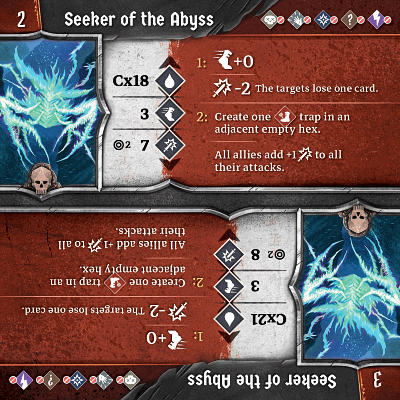 2 Seeker of the Abyss
Cx18
3
2 7
1: +0
-2 The targets lose one card.
2: Create one trap in an
adjacent empty hex.
All allies add +1 to all
their attacks.
3 Seeker of the Abyss
Cx21
3
2 8
1: +0
-2 The targets lose one card.
2: Create one trap in an
adjacent empty hex.
All allies add +1 to all
their attacks.